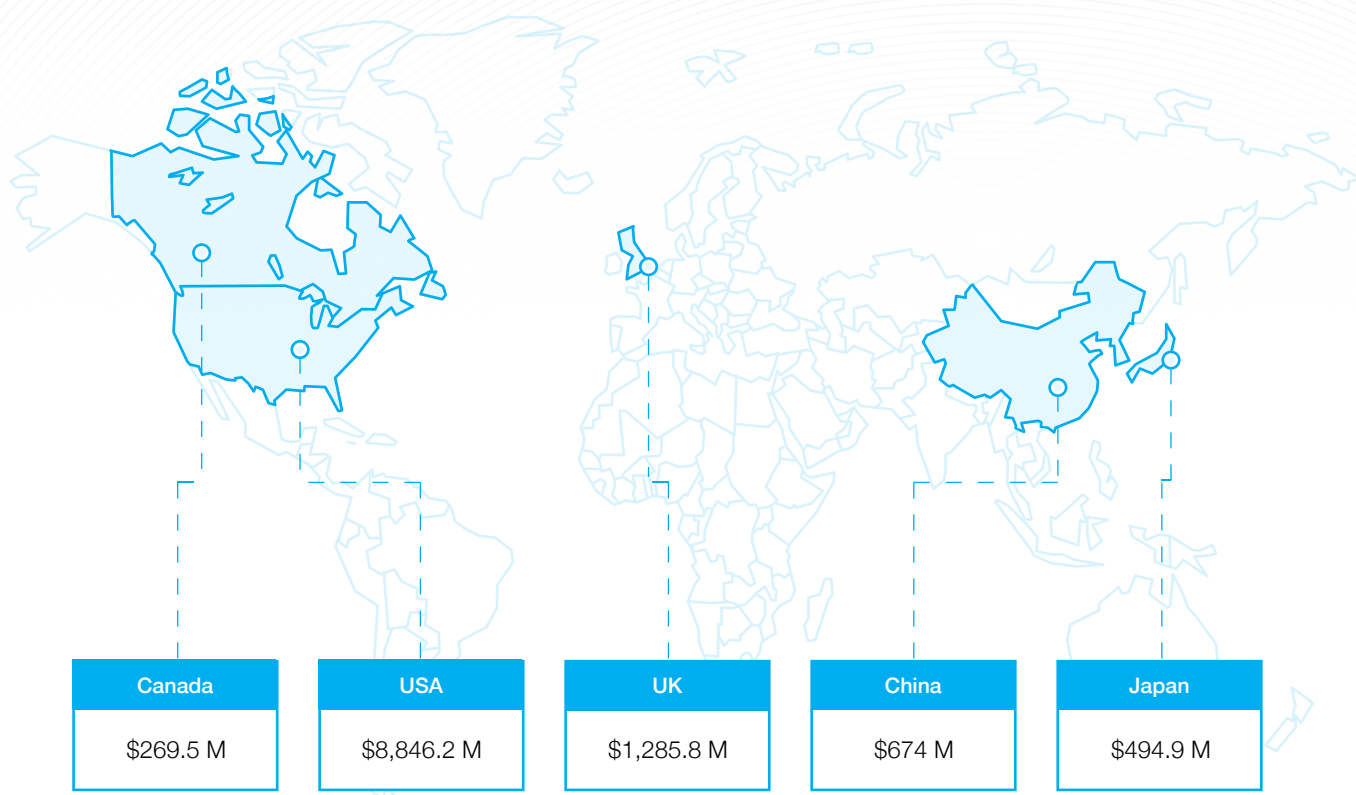 Canada
$269.5 M
USA
$8,846.2 M
UK
$1,285.8 M
China
$674 M
Japan
$494.9 M